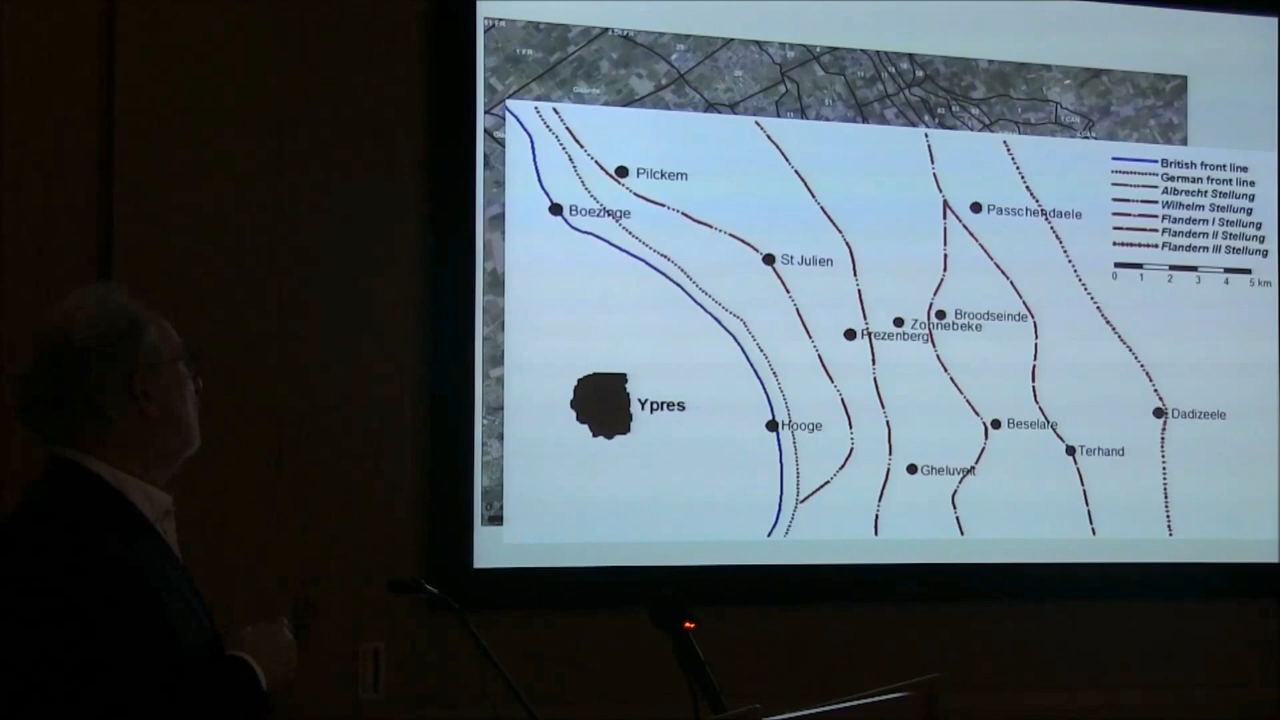 Pilckem
Boezinge
St Julien
Passchendaele
Broodseinde
Zonnebeke
Frezenberg
Ypres
Hooge
Beselare
Dadizeele
Terhand
Gheluvelt
British front line
German front line
Albrecht Stellung
Wilhelm Stellung
Flandern I Stellung
Flandern II Stellung
Flandern III Stellung
0 1 2 3 4 5 km